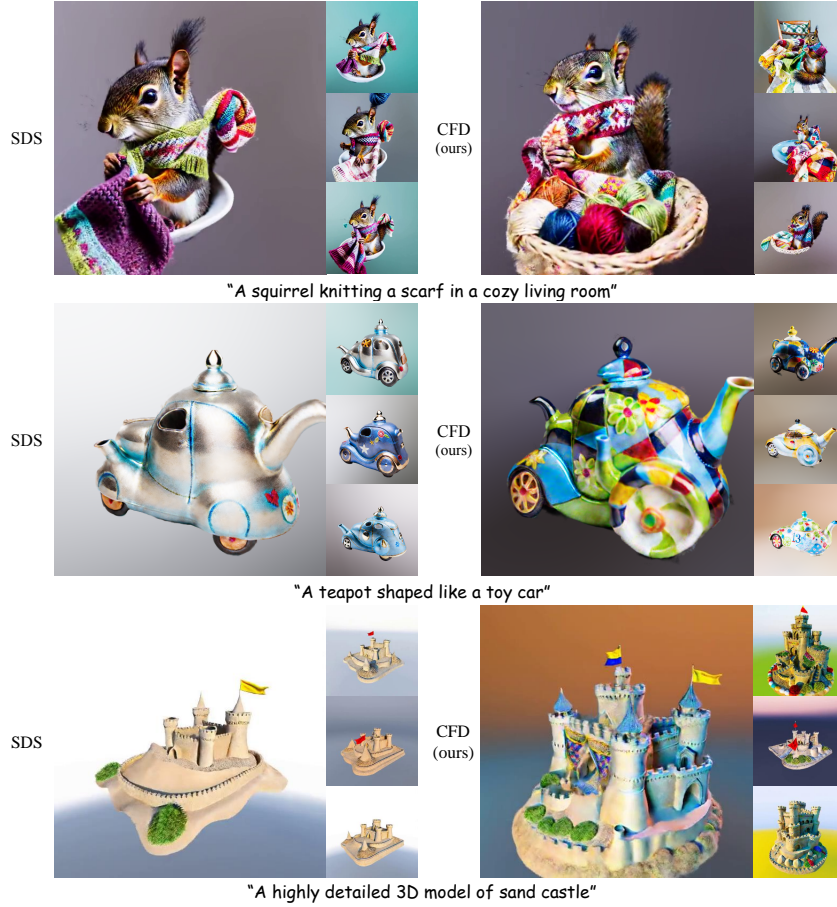 SDS
CFD
(ours)
“A squirrel knitting a scarf in a cozy living room”
SDS
CFD
(ours)
“A teapot shaped like a toy car”
SDS
CFD
(ours)
“A highly detailed 3D model of sand castle”